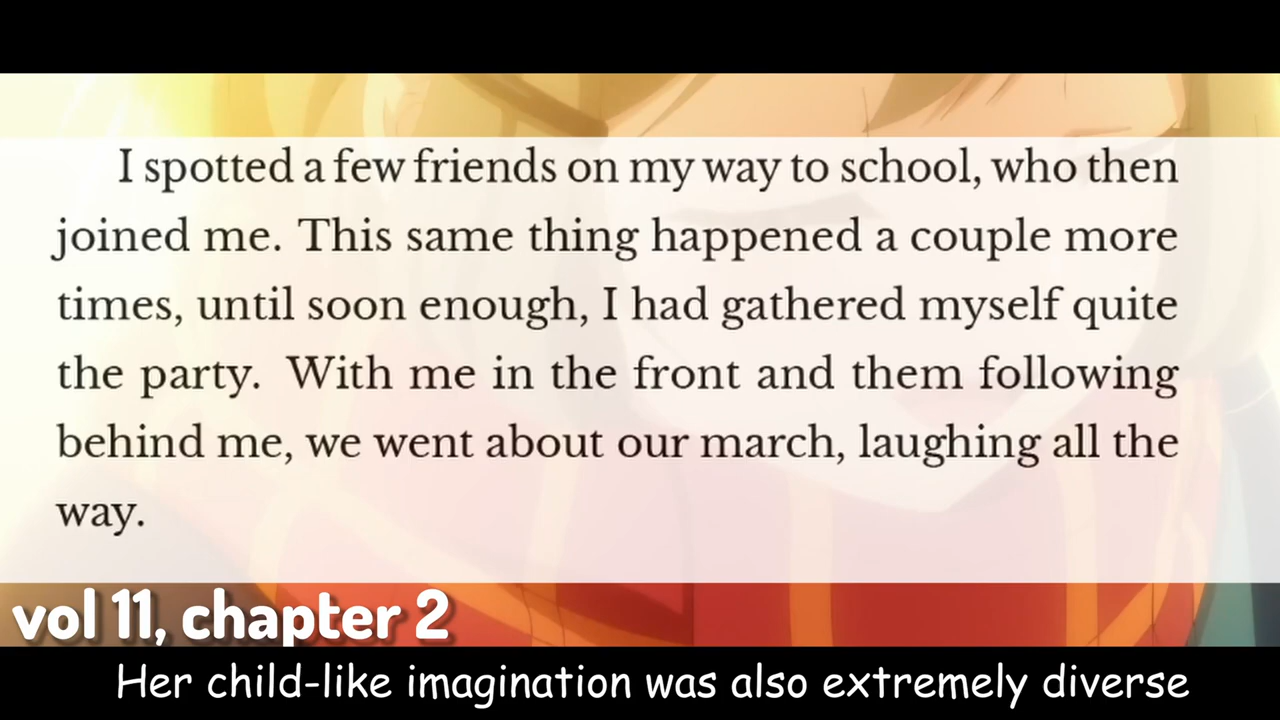 I spotted a few friends on my way to school, who then
joined me. This same thing happened a couple more
times, until soon enough, I had gathered myself quite
the party. With me in the front and them following
behind me, we went about our march, laughing all the
way.
vol 11, chapter 2
Her child-like imagination was also extremely diverse